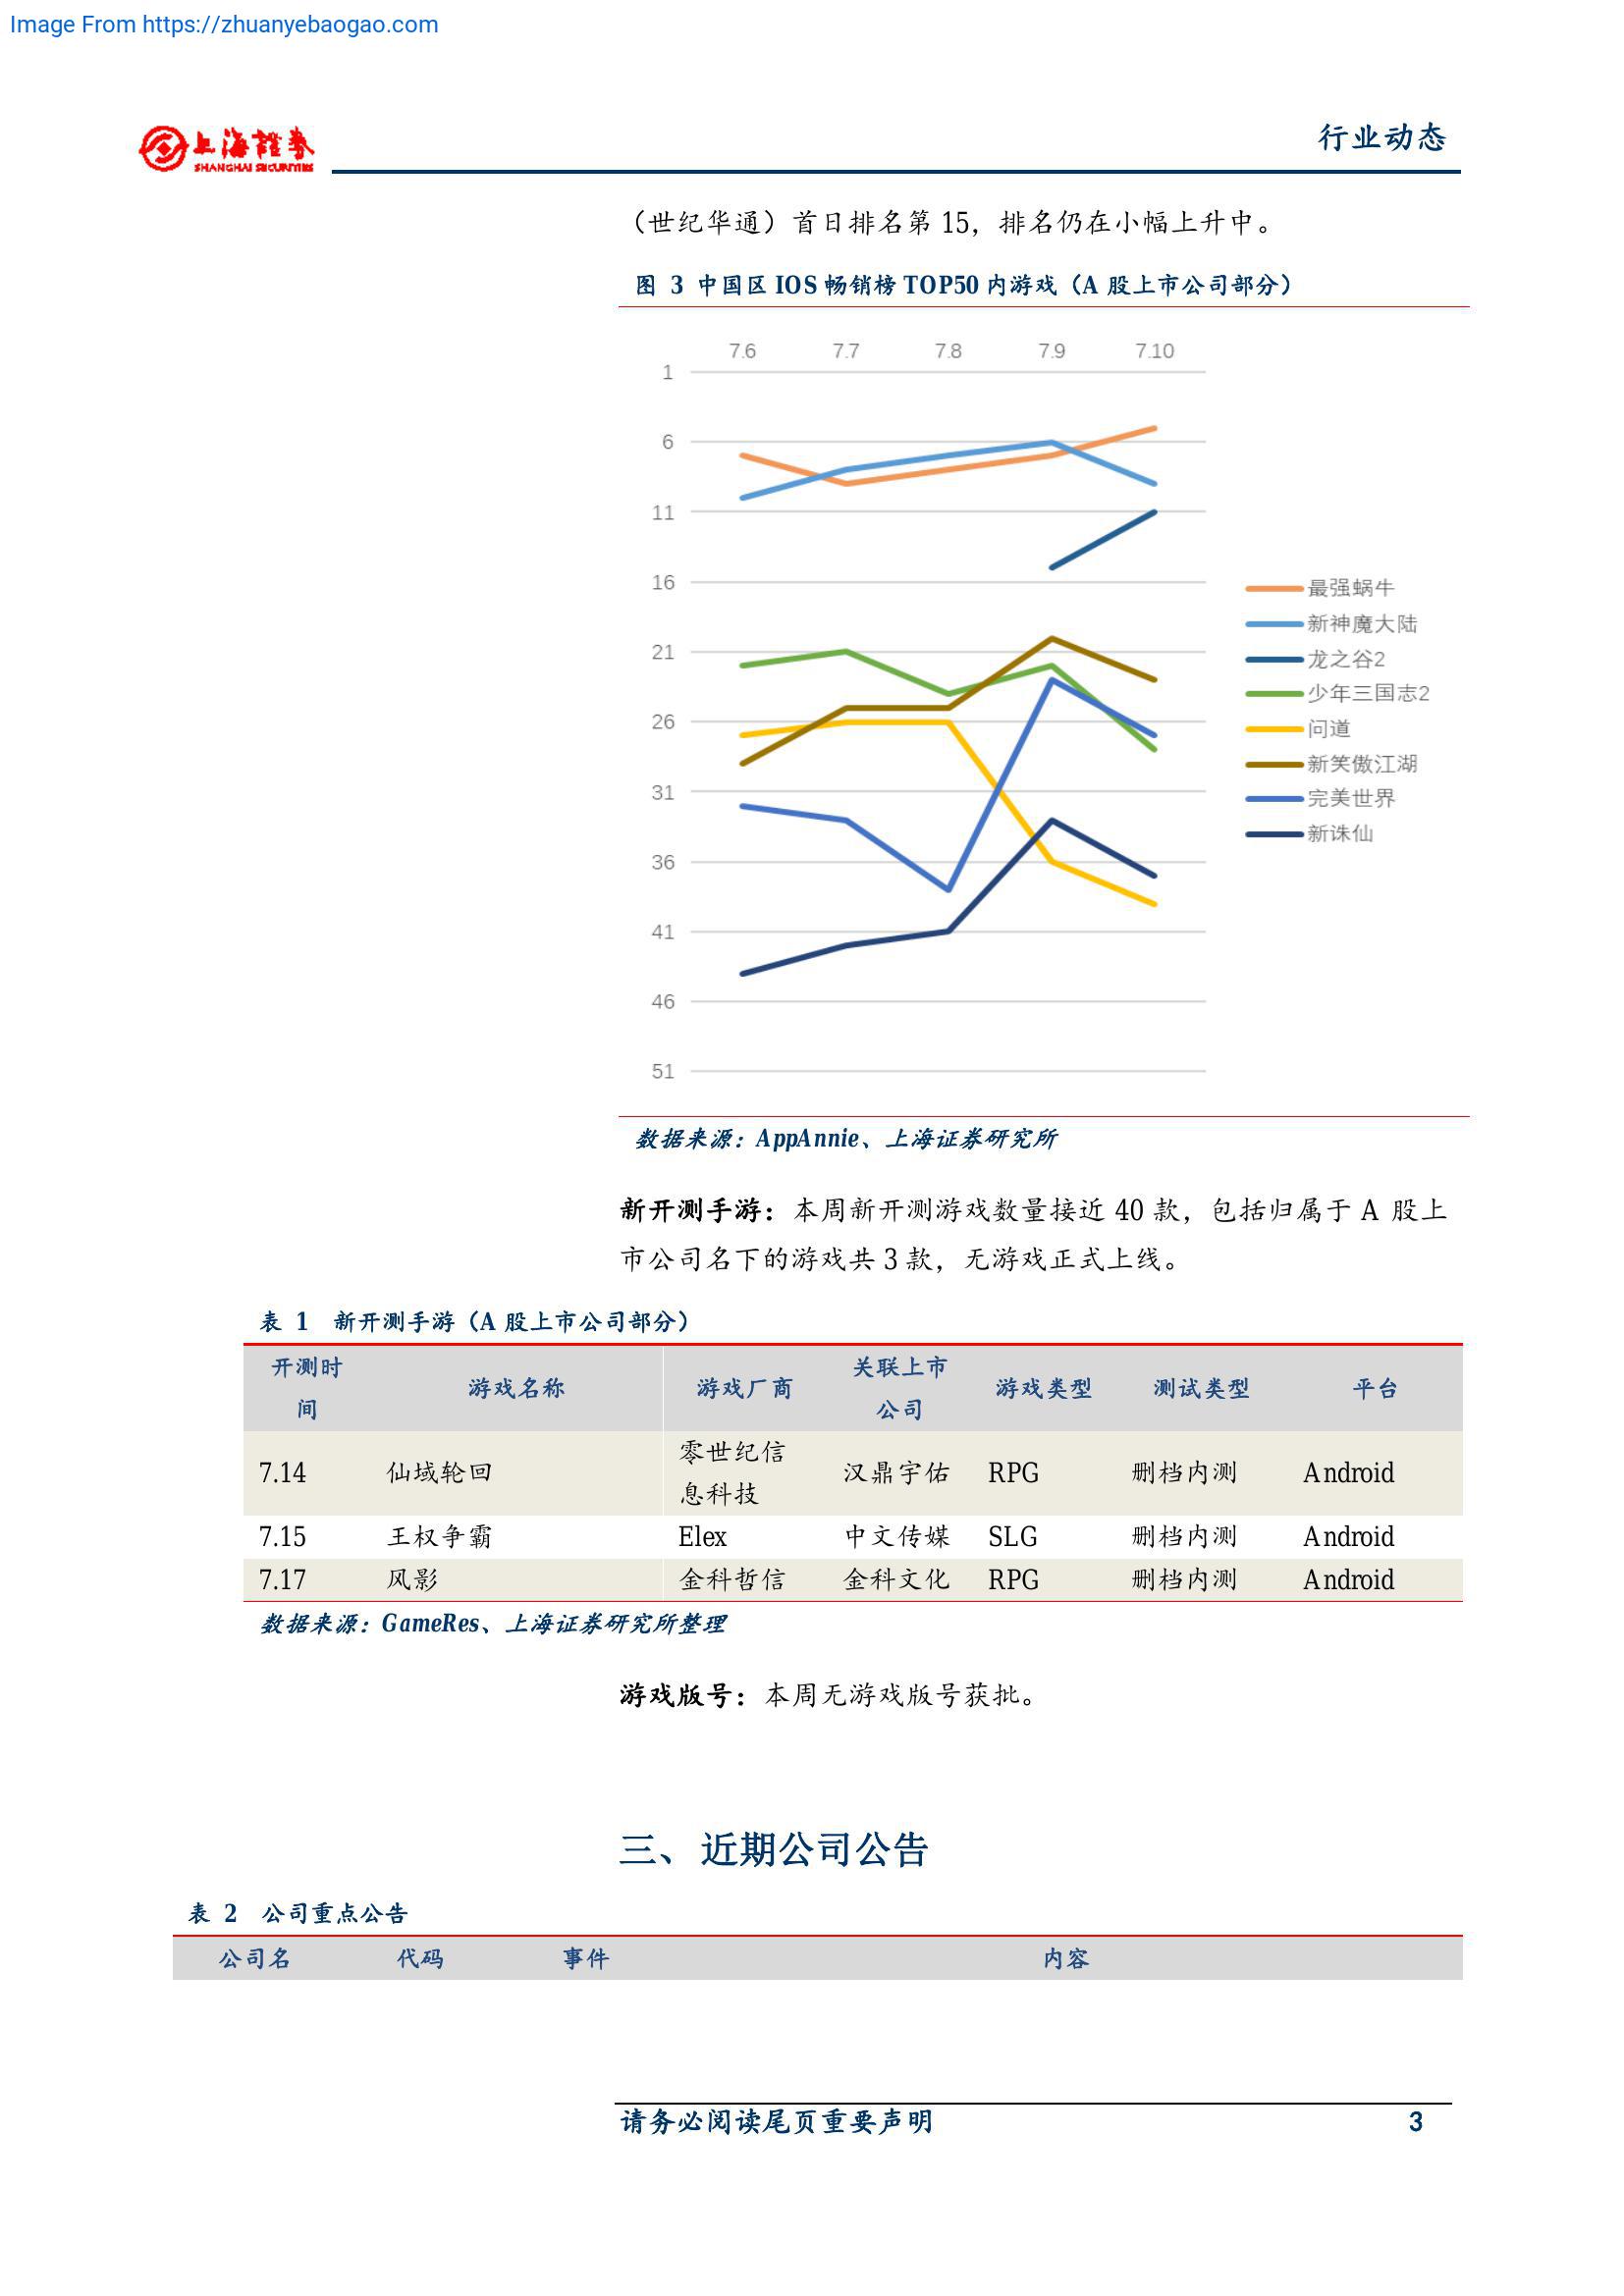 Image From https://zhuanyebaogao.com
上海證券
SHANGHAI SECURITIES
行业动态
（世纪华通）首日排名第 15，排名仍在小幅上升中。
图 3 中国区 IOS 畅销榜 TOP50 内游戏（A 股上市公司部分）
7.6 7.7 7.8 7.9 7.10
1
6
11
16
21
26
31
36
41
46
51
最强蜗牛
新神魔大陆
龙之谷2
少年三国志2
问道
新笑傲江湖
完美世界
新诛仙
数据来源：AppAnnie、上海证券研究所
新开测手游：本周新开测游戏数量接近 40 款，包括归属于 A 股上
市公司名下的游戏共 3 款，无游戏正式上线。
表 1 新开测手游（A 股上市公司部分）
开测时间 游戏名称 游戏厂商 关联上市公司 游戏类型 测试类型 平台
7.14 仙域轮回 零世纪信息科技 汉鼎宇佑 RPG 删档内测 Android
7.15 王权争霸 Elex 中文传媒 SLG 删档内测 Android
7.17 风影 金科哲信 金科文化 RPG 删档内测 Android
数据来源：GameRes、上海证券研究所整理
游戏版号：本周无游戏版号获批。
三、近期公司公告
表 2 公司重点公告
公司名 代码 事件 内容
请务必阅读尾页重要声明 3